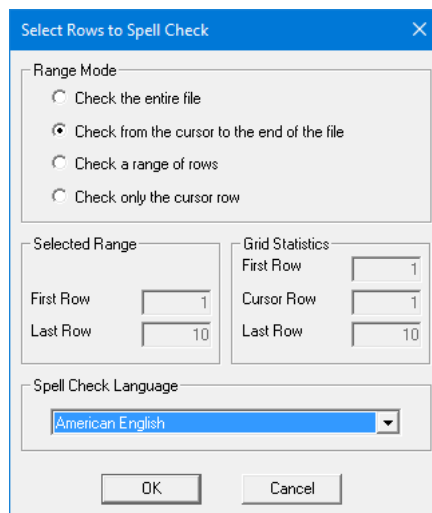 Select Rows to Spell Check
Range Mode
Check the entire file
Check from the cursor to the end of the file
Check a range of rows
Check only the cursor row
Selected Range
First Row 1
Last Row 10
Grid Statistics
First Row 1
Cursor Row 1
Last Row 10
Spell Check Language
American English
OK Cancel